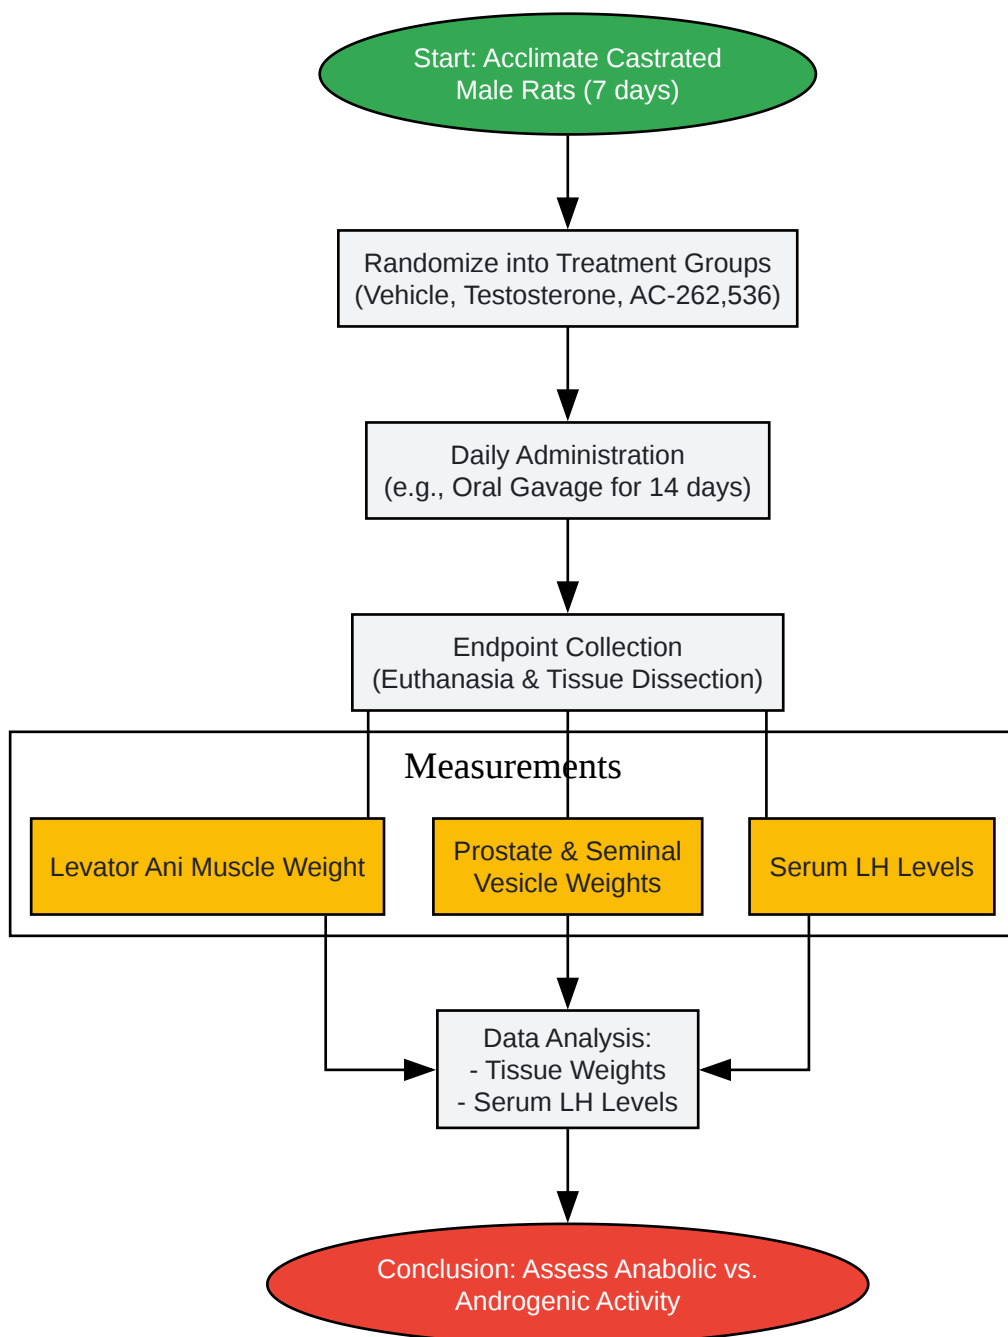 Start: Acclimate Castrated
Male Rats (7 days)
Randomize into Treatment Groups
(Vehicle, Testosterone, AC-262,536)
Daily Administration
(e.g., Oral Gavage for 14 days)
Endpoint Collection
(Euthanasia & Tissue Dissection)
Measurements
Levator Ani Muscle Weight
Prostate & Seminal
Vesicle Weights
Serum LH Levels
Data Analysis:
- Tissue Weights
- Serum LH Levels
Conclusion: Assess Anabolic vs.
Androgenic Activity